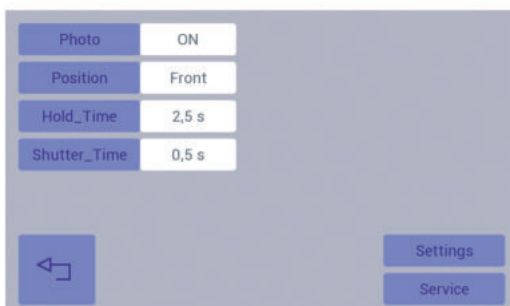 Photo ON
Position Front
Hold_Time 2,5 s
Shutter_Time 0,5 s
Settings
Service